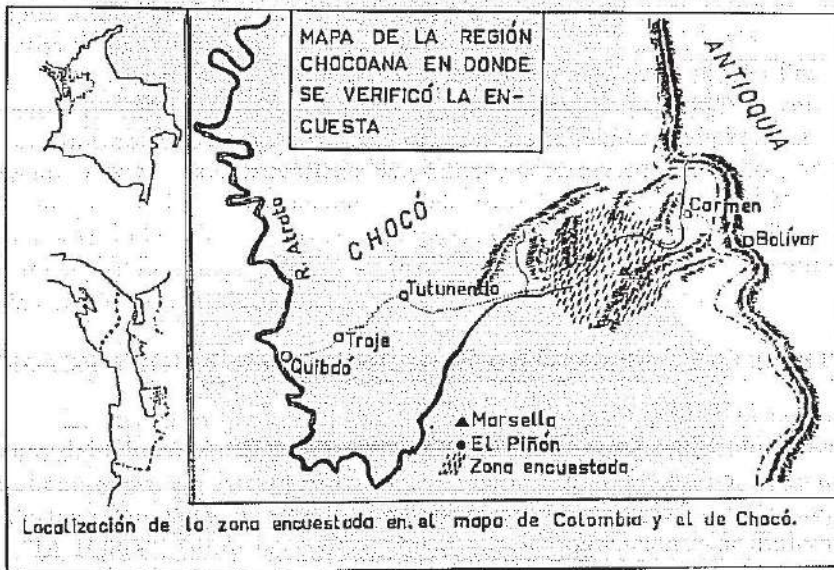 MAPA DE LA REGIÓN
CHOCOANA EN DONDE
SE VERIFICÓ LA EN-
CUESTA
ANTIOQUIA
CHOCÓ
R. Atrato
Carmen
Bolívar
Tutunendo
Troje
Quibdó
Marsella
El Piñón
Zona encuestada
Localización de la zona encuestada en el mapa de Colombia y el de Chocó.